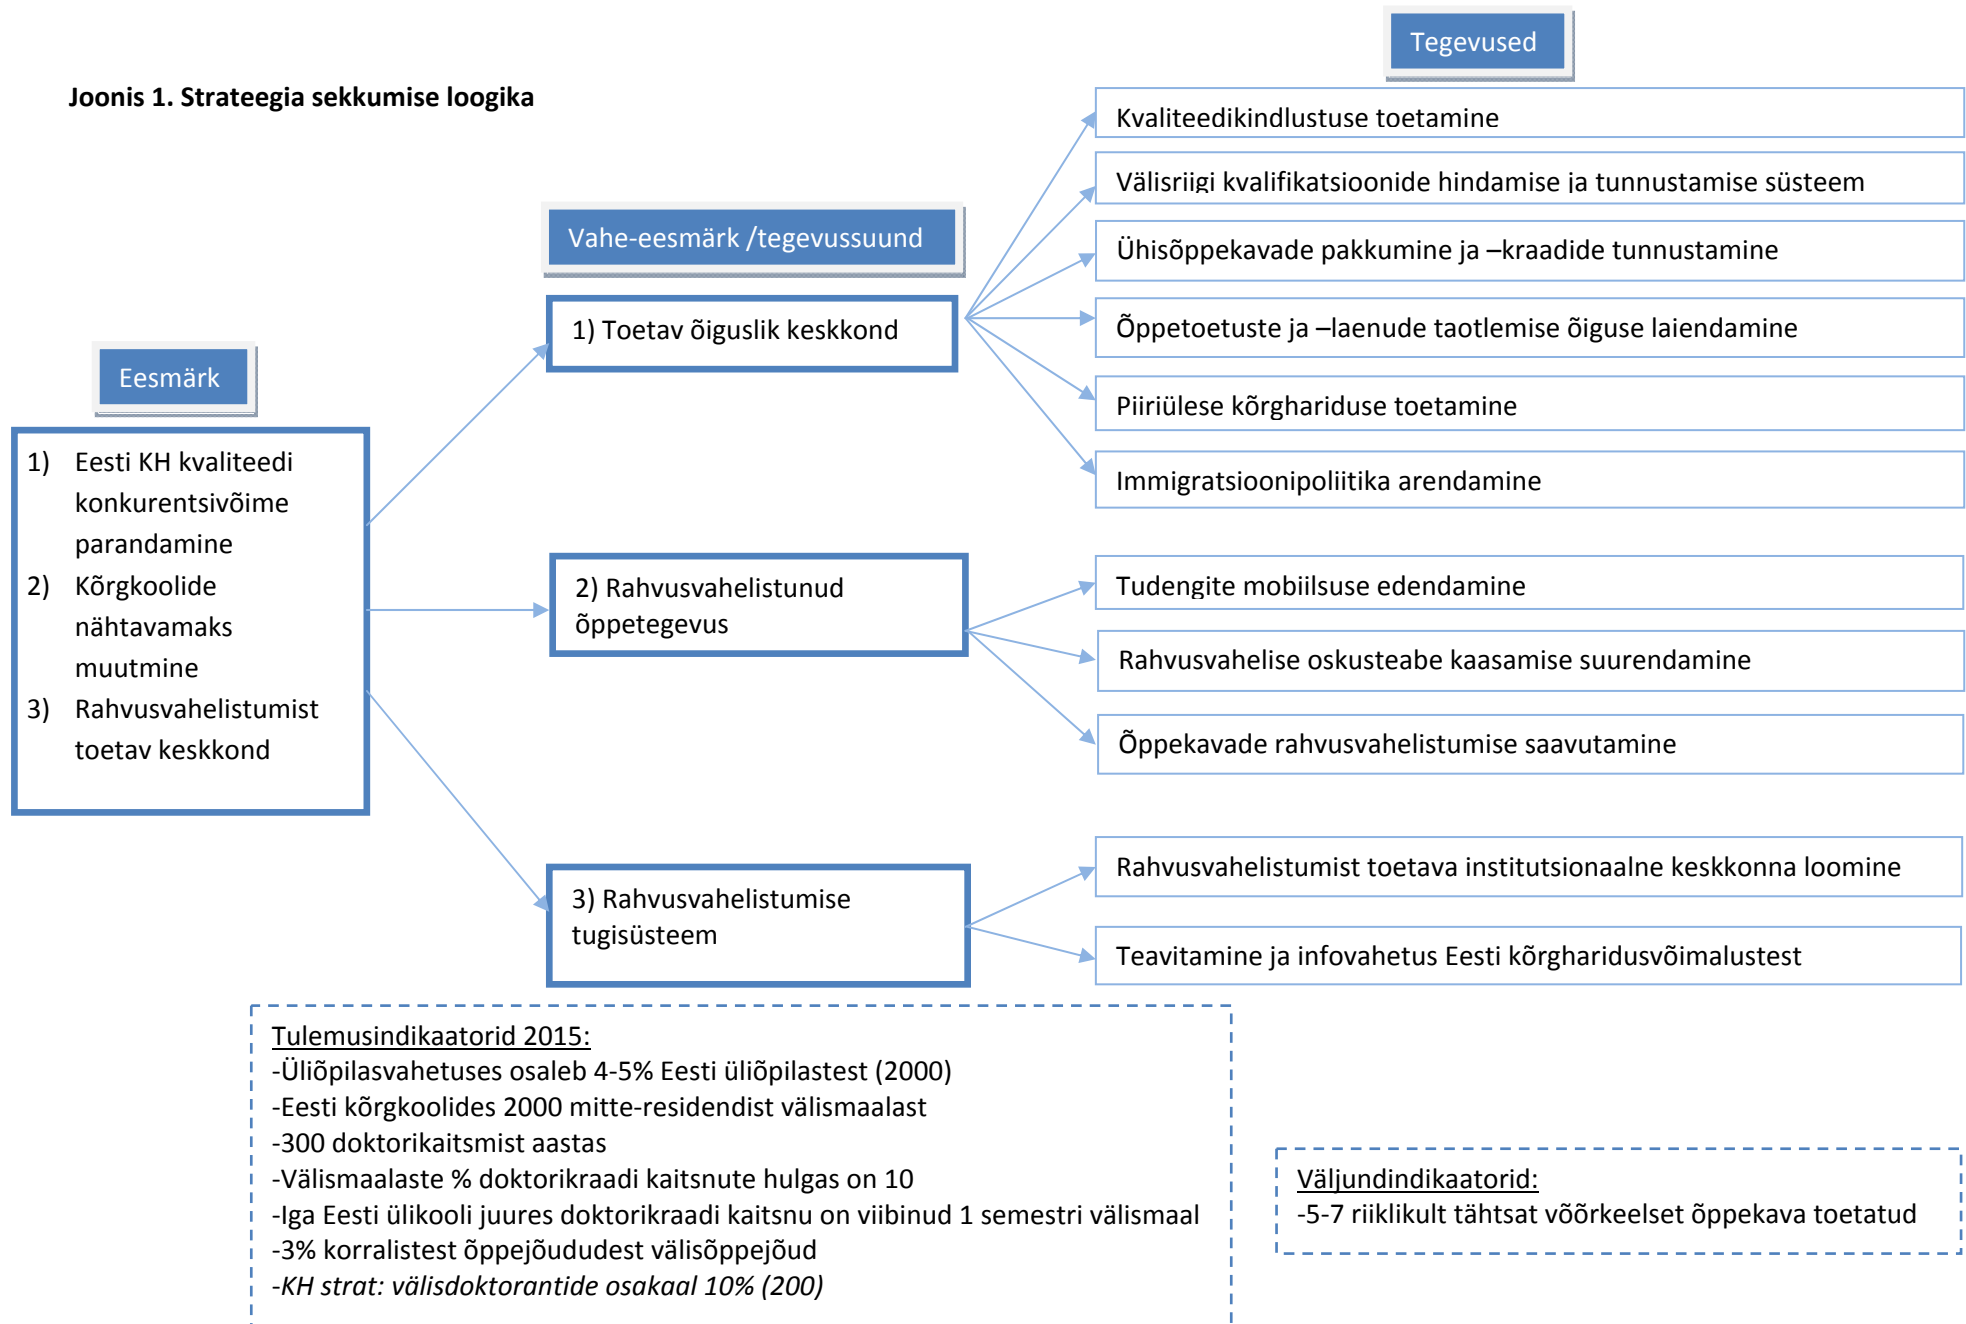 Joonis 1. Strateegia sekkumise loogika
Eesmärk
1) Eesti KH kvaliteedi
konkurentsivõime
parandamine
2) Kõrgkoolide
nähtavamaks
muutmine
3) Rahvusvahelistumist
toetav keskkond
Vahe-eesmärk /tegevussuund
1) Toetav õiguslik keskkond
2) Rahvusvahelistunud
õppetegevus
3) Rahvusvahelistumise
tugisüsteem
Tegevused
Kvaliteedikindlustuse toetamine
Välisriigi kvalifikatsioonide hindamise ja tunnustamise süsteem
Ühisõppekavade pakkumine ja –kraadide tunnustamine
Õppetoetuste ja –laenude taotlemise õiguse laiendamine
Piiriülese kõrghariduse toetamine
Immigratsioonipoliitika arendamine
Tudengite mobiilsuse edendamine
Rahvusvahelise oskusteabe kaasamise suurendamine
Õppekavade rahvusvahelistumise saavutamine
Rahvusvahelistumist toetava institutsionaalne keskkonna loomine
Teavitamine ja infovahetus Eesti kõrgharidusvõimalustest
Tulemusindikaatorid 2015:
-Üliõpilasvahetuses osaleb 4-5% Eesti üliõpilastest (2000)
-Eesti kõrgkoolides 2000 mitte-residendist välismaalast
-300 doktorikaitsmist aastas
-Välismaalaste % doktorikraadi kaitsnute hulgas on 10
-Iga Eesti ülikooli juures doktorikraadi kaitsnu on viibinud 1 semestri välismaal
-3% korralistest õppejõududest välisõppejõud
-KH strat: välisdoktorantide osakaal 10% (200)
Väljundindikaatorid:
-5-7 riiklikult tähtsat võõrkeelset õppekava toetatud